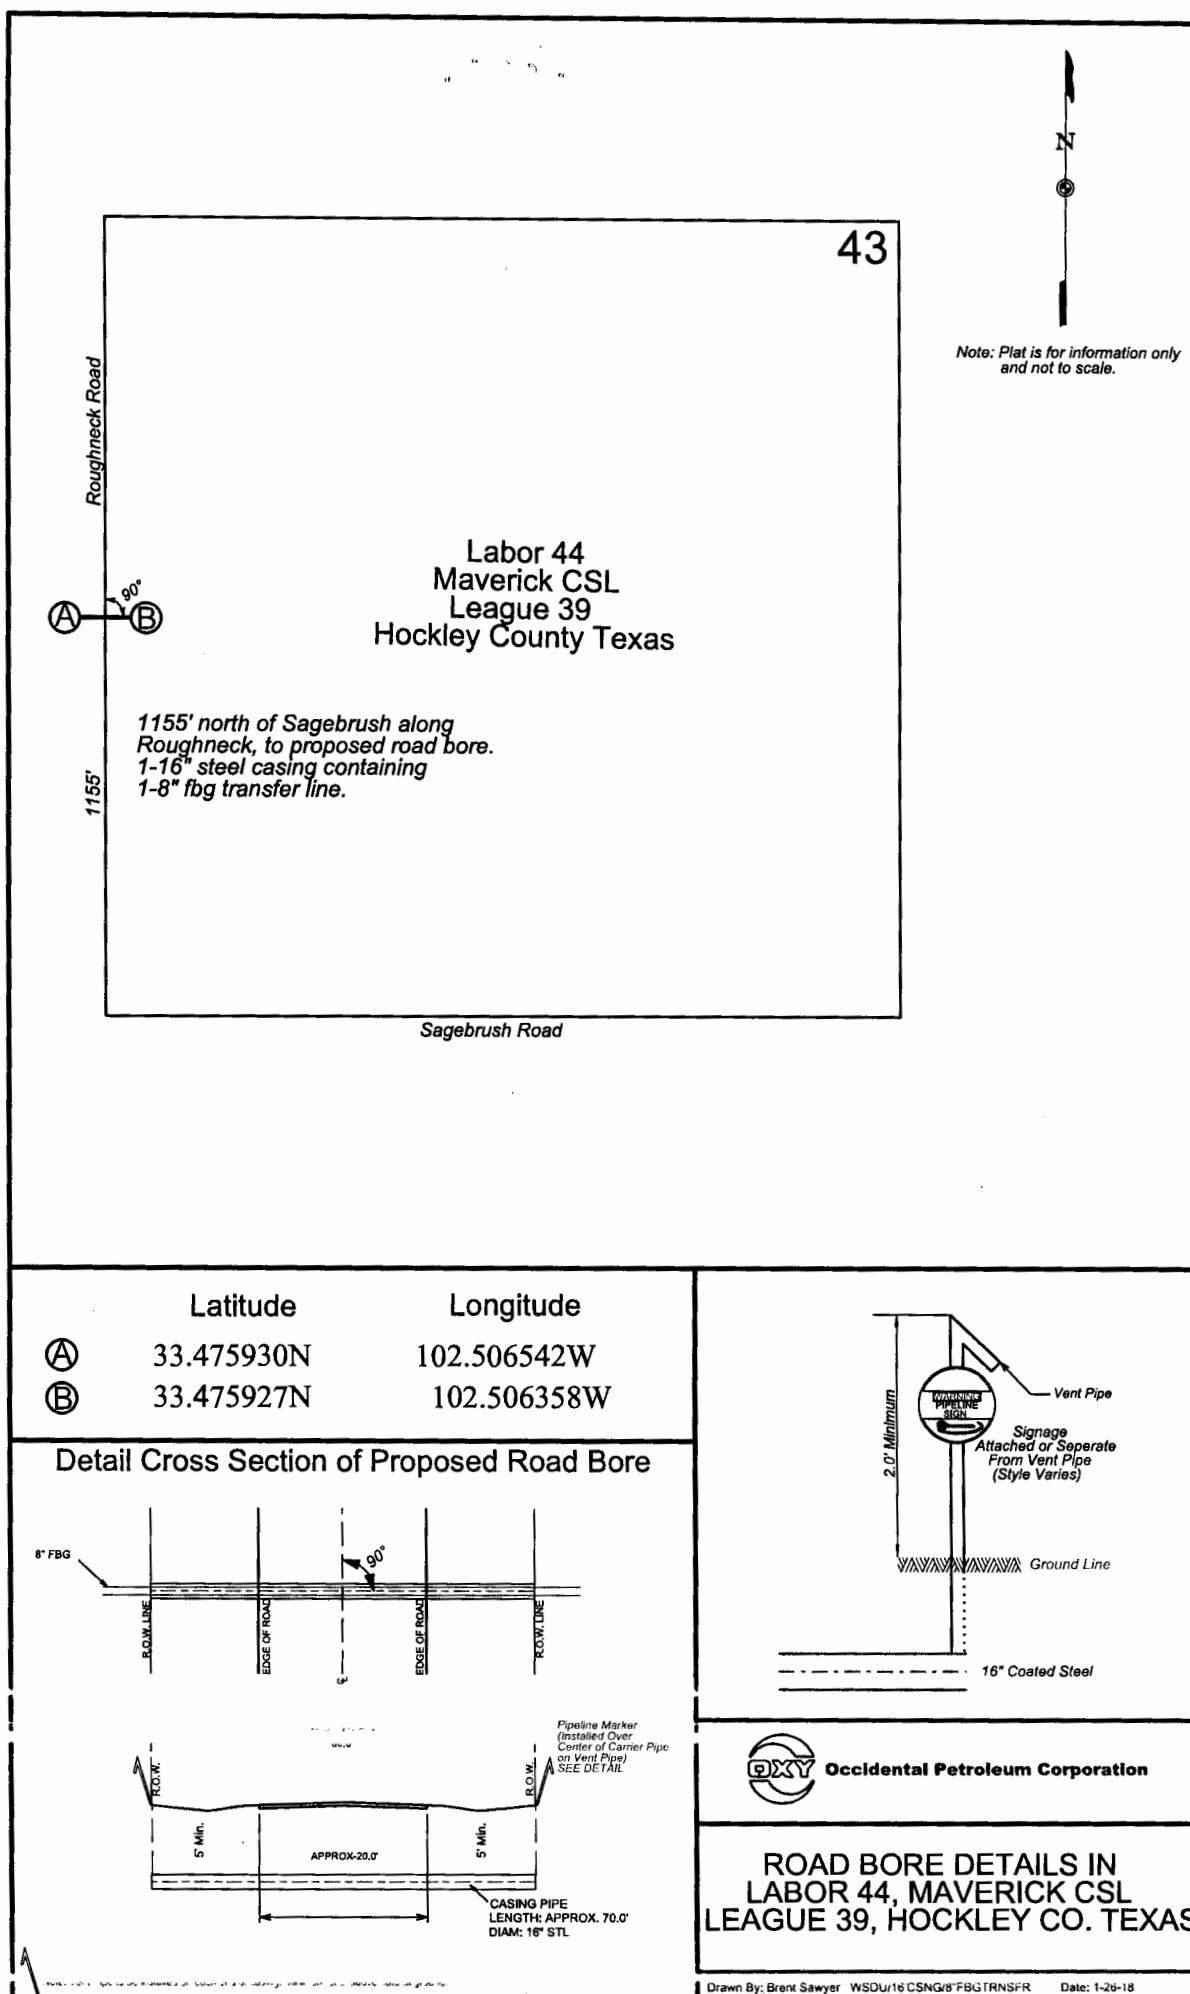 N
Note: Plat is for information only
and not to scale.
43
Roughneck Road
90°
A
B
Labor 44
Maverick CSL
League 39
Hockley County Texas
1155' north of Sagebrush along
Roughneck, to proposed road bore.
1-16" steel casing containing
1-8" fbg transfer line.
1155'
Sagebrush Road
Latitude Longitude
A 33.475930N 102.506542W
B 33.475927N 102.506358W
Detail Cross Section of Proposed Road Bore
8" FBG
90°
R.O.W. LINE
EDGE OF ROAD
EDGE OF ROAD
R.O.W. LINE
Pipeline Marker
(Installed Over
Center of Carrier Pipe
on Vent Pipe)
SEE DETAIL
R.O.W.
R.O.W.
5' Min.
APPROX-20.0'
5' Min.
CASING PIPE
LENGTH: APPROX. 70.0'
DIAM: 16" STL
2.0' Minimum
WARNING
PIPELINE
SIGN
Vent Pipe
Signage
Attached or Seperate
From Vent Pipe
(Style Varies)
Ground Line
16" Coated Steel
OXY Occidental Petroleum Corporation
ROAD BORE DETAILS IN
LABOR 44, MAVERICK CSL
LEAGUE 39, HOCKLEY CO. TEXAS
Drawn By: Brent Sawyer WSDU/16"CSNG/8"FBGTRNSFR Date: 1-26-18